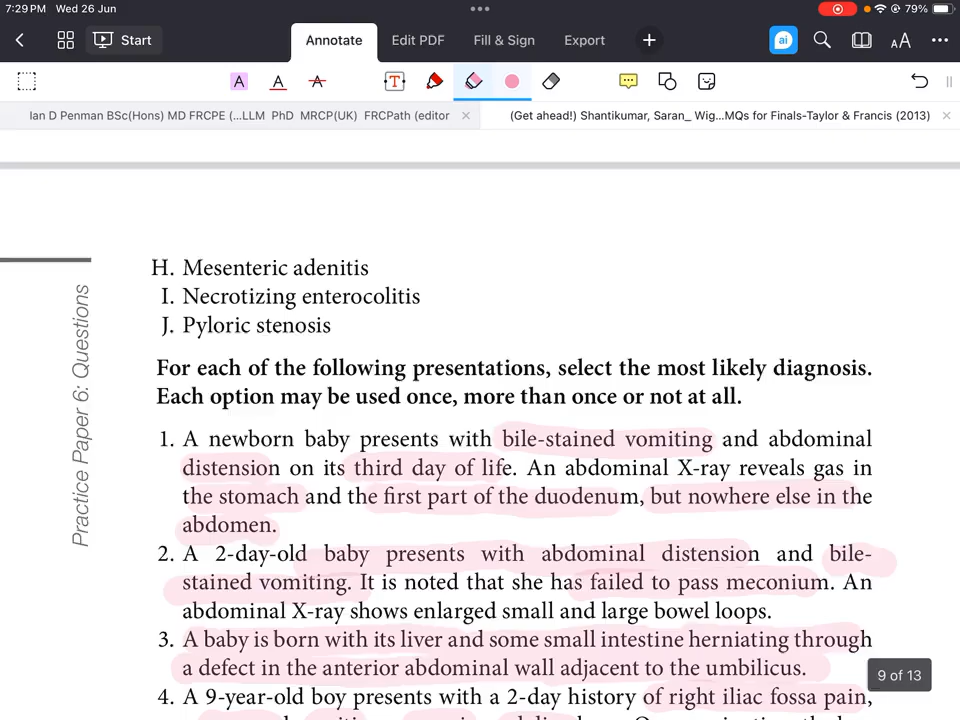 7:29 PM Wed 26 Jun
79%
Start
Annotate
Edit PDF
Fill & Sign
Export
ai
AA
A A A T
Ian D Penman BSc(Hons) MD FRCPE (...LLM PhD MRCP(UK) FRCPath (editor
(Get ahead!) Shantikumar, Saran_ Wig...MQs for Finals-Taylor & Francis (2013)
Practice Paper 6: Questions
H. Mesenteric adenitis
I. Necrotizing enterocolitis
J. Pyloric stenosis
For each of the following presentations, select the most likely diagnosis.
Each option may be used once, more than once or not at all.
1. A newborn baby presents with bile-stained vomiting and abdominal
distension on its third day of life. An abdominal X-ray reveals gas in
the stomach and the first part of the duodenum, but nowhere else in the
abdomen.
2. A 2-day-old baby presents with abdominal distension and bile-
stained vomiting. It is noted that she has failed to pass meconium. An
abdominal X-ray shows enlarged small and large bowel loops.
3. A baby is born with its liver and some small intestine herniating through
a defect in the anterior abdominal wall adjacent to the umbilicus.
4. A 9-year-old boy presents with a 2-day history of right iliac fossa pain,
9 of 13